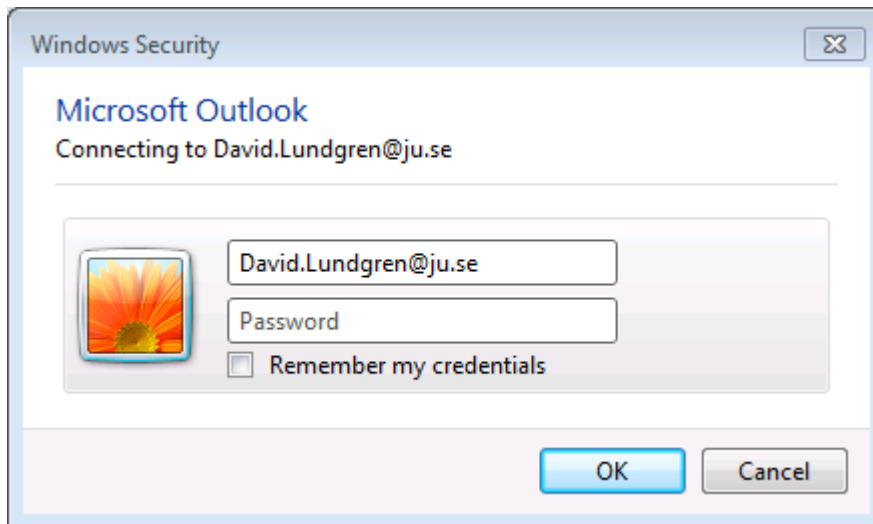 Windows Security
Microsoft Outlook
Connecting to David.Lundgren@ju.se
David.Lundgren@ju.se
Password
Remember my credentials
OK
Cancel